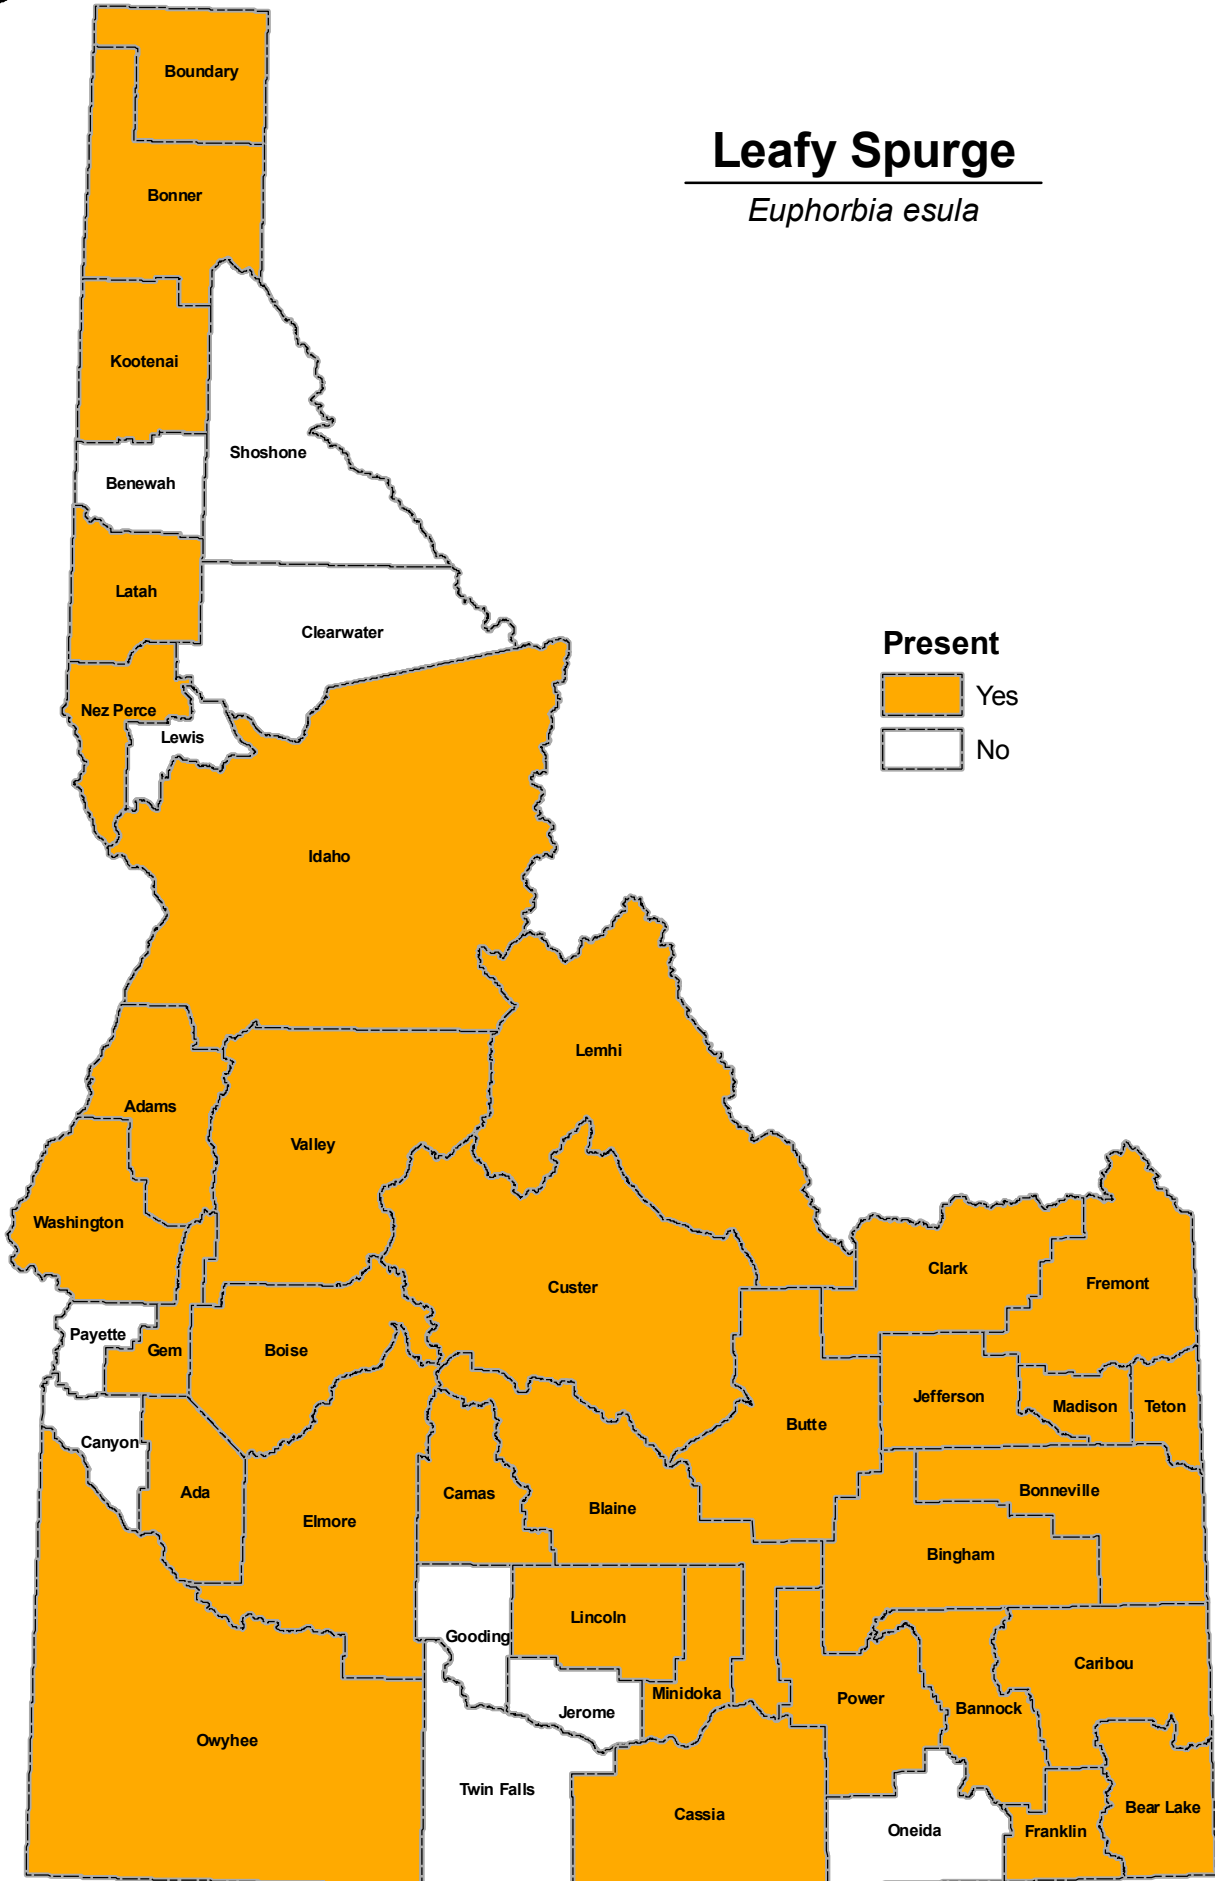 Leafy Spurge
Euphorbia esula
Boundary
Bonner
Kootenai
Shoshone
Benewah
Latah
Clearwater
Present
Yes
No
Nez Perce
Lewis
Idaho
Lemhi
Adams
Valley
Washington
Clark
Fremont
Custer
Payette
Gem
Boise
Jefferson
Madison
Teton
Butte
Canyon
Ada
Camas
Bonneville
Blaine
Elmore
Bingham
Lincoln
Gooding
Caribou
Minidoka
Power
Bannock
Jerome
Owyhee
Twin Falls
Cassia
Bear Lake
Oneida
Franklin